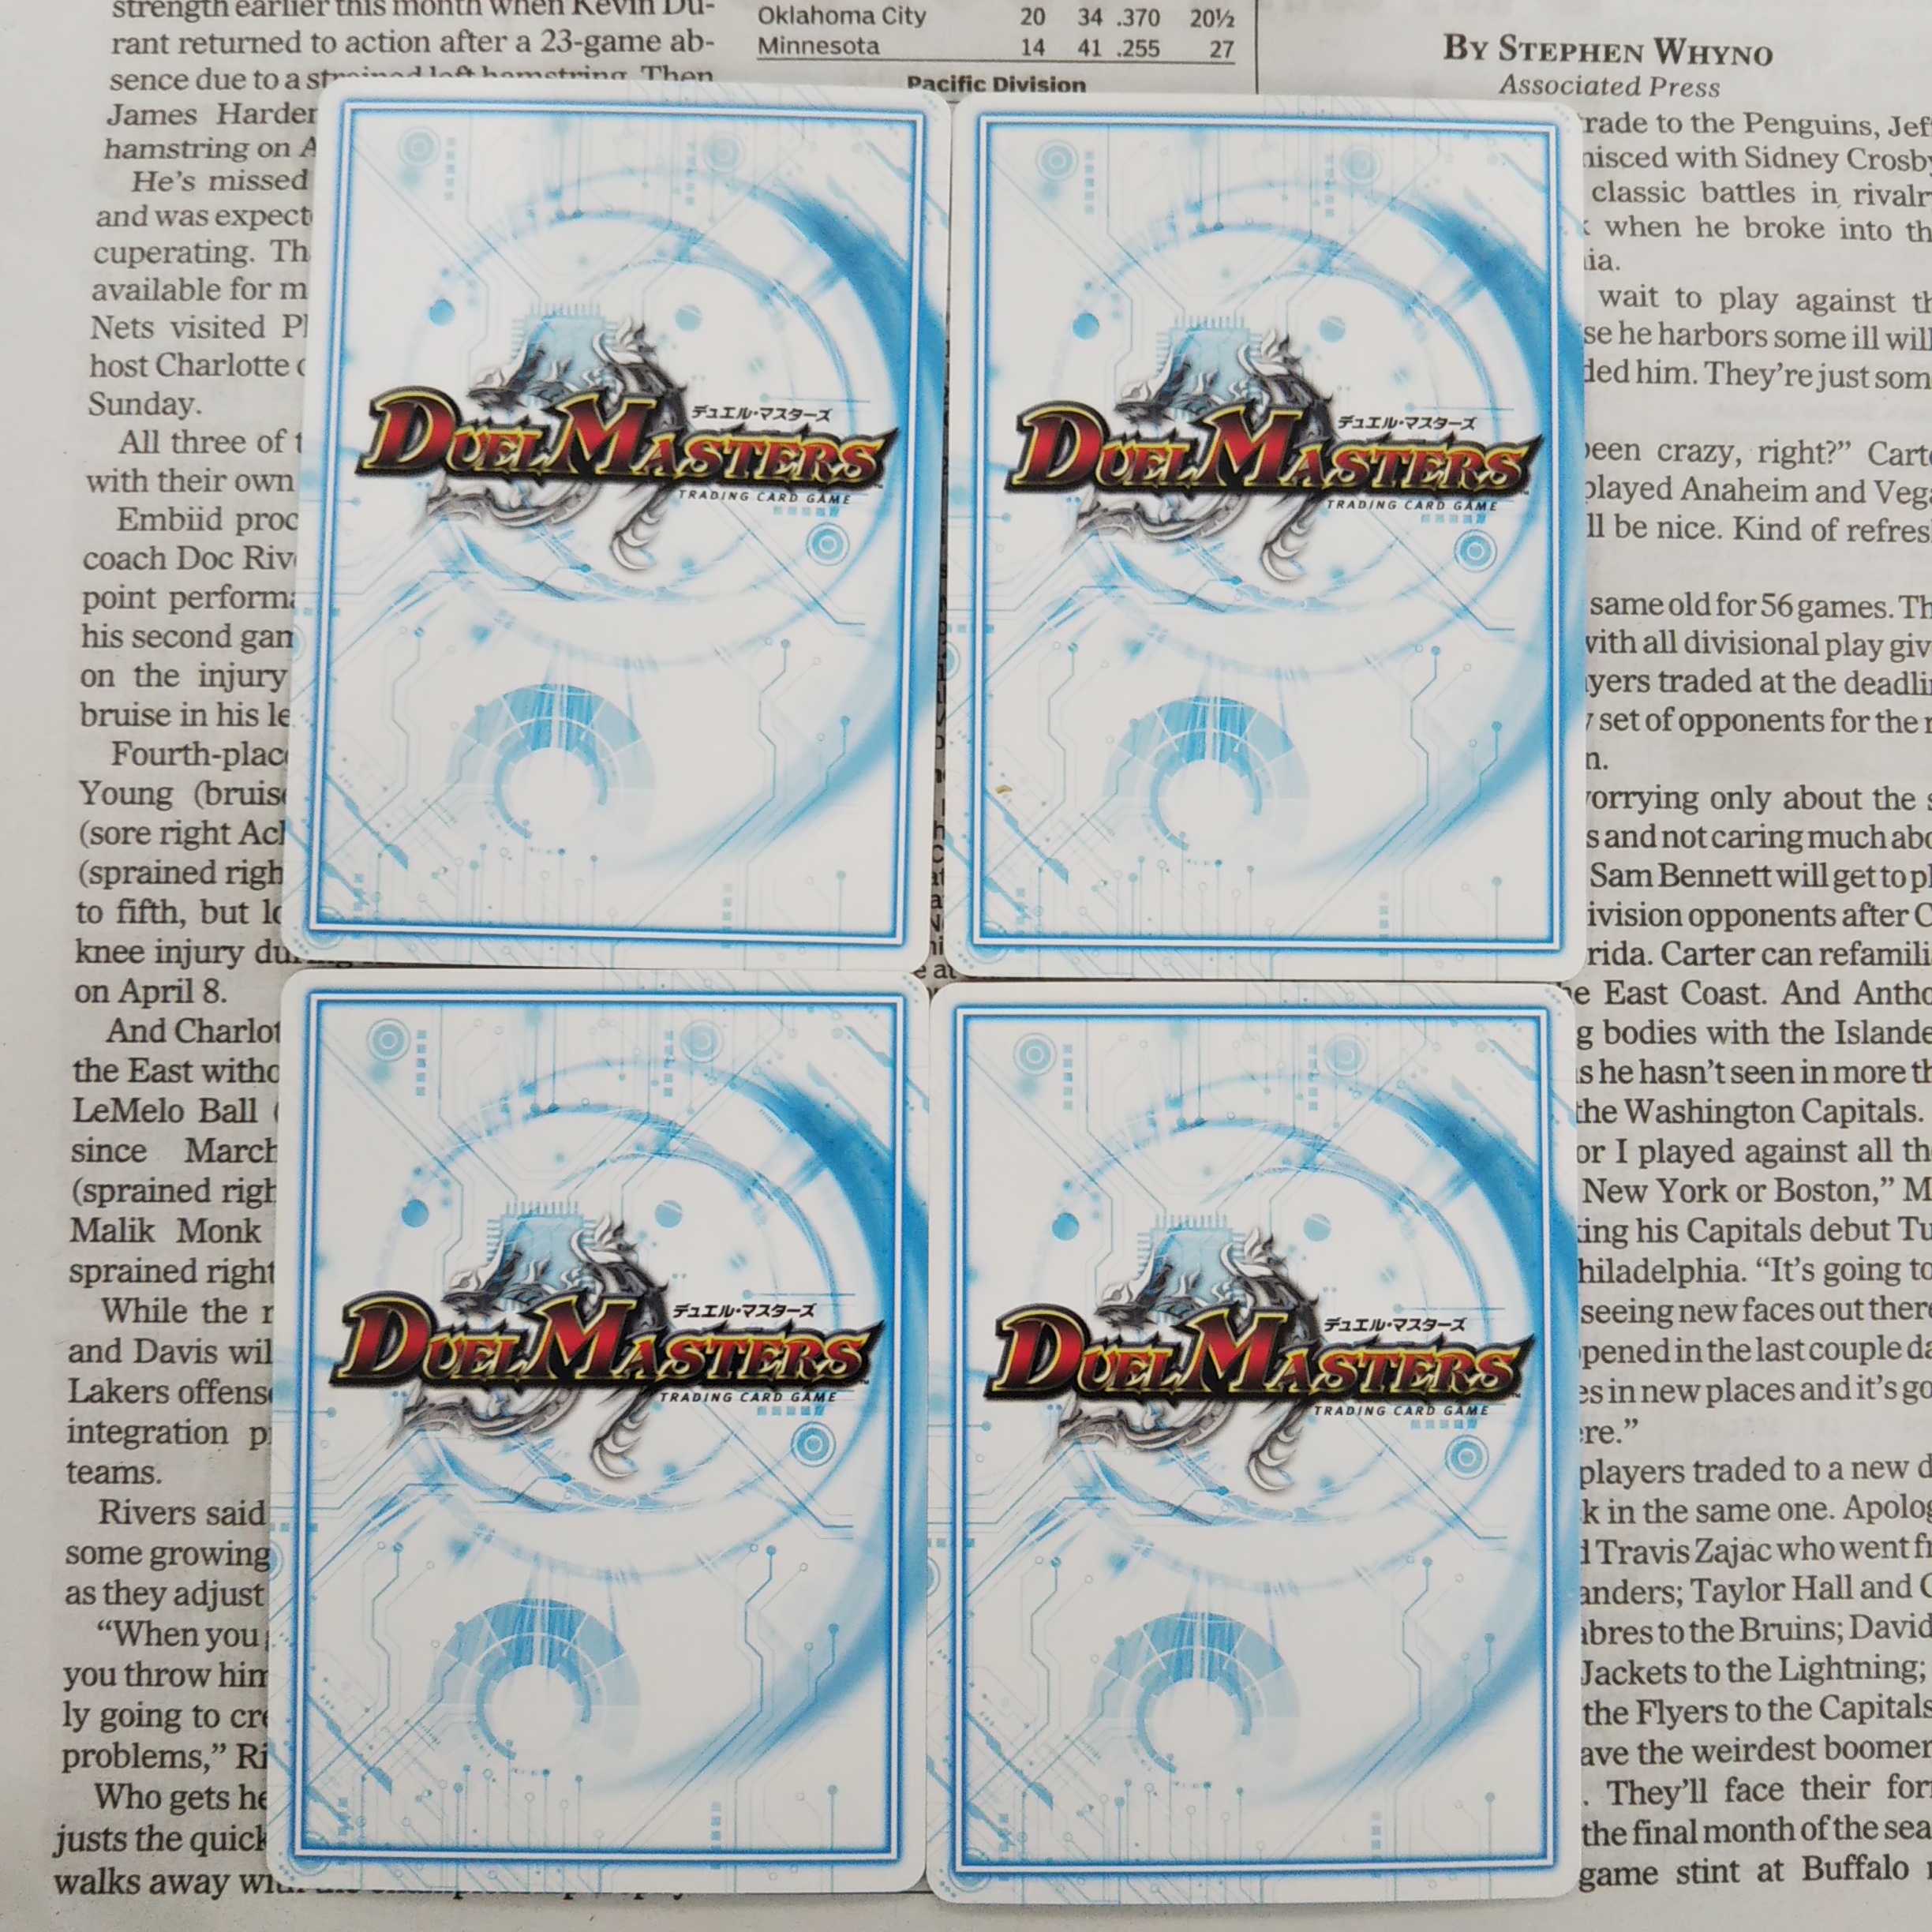 strength earlier this month when Kevin Du-
rant returned to action after a 23-game ab-
sence due to a strained left hamstring. Then
James Harden
hamstring on A
He's missed
and was expect
cuperating. Th
available for m
Nets visited Pl
host Charlotte
Sunday.
All three of t
with their own
Embiid proc
coach Doc Riv
point perform
his second gam
on the injury
bruise in his le
Fourth-plac
Young (bruis
(sore right Ach
(sprained righ
to fifth, but lo
knee injury du
on April 8.
And Charlot
the East witho
LeMelo Ball
since March
(sprained righ
Malik Monk
sprained right
While the r
and Davis wil
Lakers offens
integration p
teams.
Rivers said
some growing
as they adjust
"When you
you throw him
ly going to cre
problems," Ri
Who gets he
justs the quick
walks away wi
Oklahoma City 20 34 .370 20½
Minnesota 14 41 .255 27
Pacific Division
デュエル・マスターズ
DUEL MASTERS
TRADING CARD GAME
デュエル・マスターズ
DUEL MASTERS
TRADING CARD GAME
デュエル・マスターズ
DUEL MASTERS
TRADING CARD GAME
デュエル・マスターズ
DUEL MASTERS
TRADING CARD GAME
BY STEPHEN WHYNO
Associated Press
rade to the Penguins, Jef
nisced with Sidney Crosby
classic battles in rivalr
when he broke into th
ia.
wait to play against th
se he harbors some ill will
ded him. They're just som
been crazy, right?" Cart
played Anaheim and Veg
ll be nice. Kind of refres
same old for 56 games. Th
with all divisional play giv
yers traded at the deadli
set of opponents for the r
n.
orrying only about the s
s and not caring much abo
Sam Bennett will get to pl
ivision opponents after C
rida. Carter can refamili
he East Coast. And Antho
g bodies with the Islande
s he hasn't seen in more th
the Washington Capitals.
or I played against all th
New York or Boston," M
ing his Capitals debut Tu
hiladelphia. "It's going to
seeing new faces out there
pened in the last couple da
es in new places and it's go
re."
players traded to a new d
k in the same one. Apolog
d Travis Zajac who went fr
anders; Taylor Hall and C
abres to the Bruins; David
Jackets to the Lightning;
the Flyers to the Capitals
ave the weirdest boomer
. They'll face their for
the final month of the sea
game stint at Buffalo